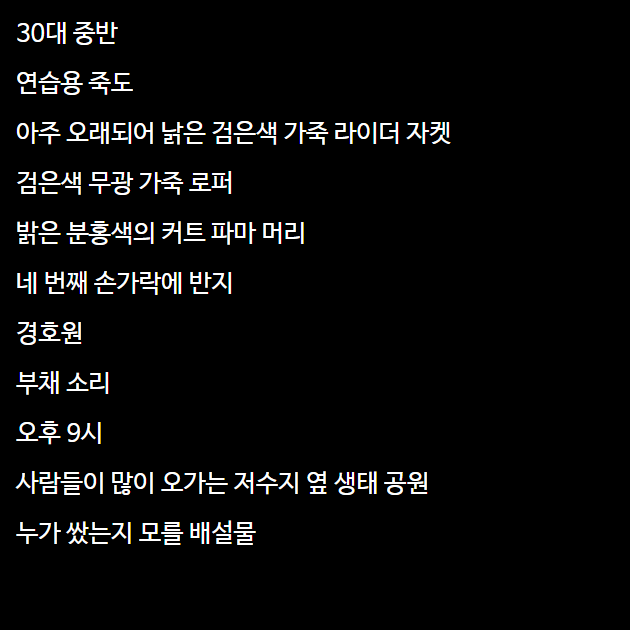 30대 중반
연습용 죽도
아주 오래되어 낡은 검은색 가죽 라이더 자켓
검은색 무광 가죽 로퍼
밝은 분홍색의 커트 파마 머리
네 번째 손가락에 반지
경호원
부채 소리
오후 9시
사람들이 많이 오가는 저수지 옆 생태 공원
누가 쌌는지 모를 배설물